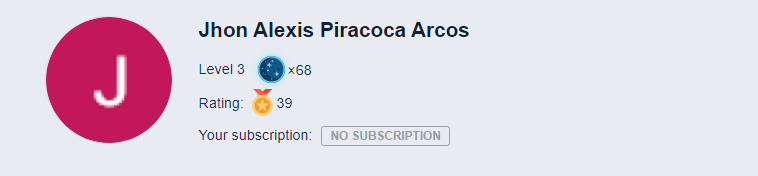 J
Jhon Alexis Piracoca Arcos
Level 3 ×68
Rating: 39
Your subscription: NO SUBSCRIPTION